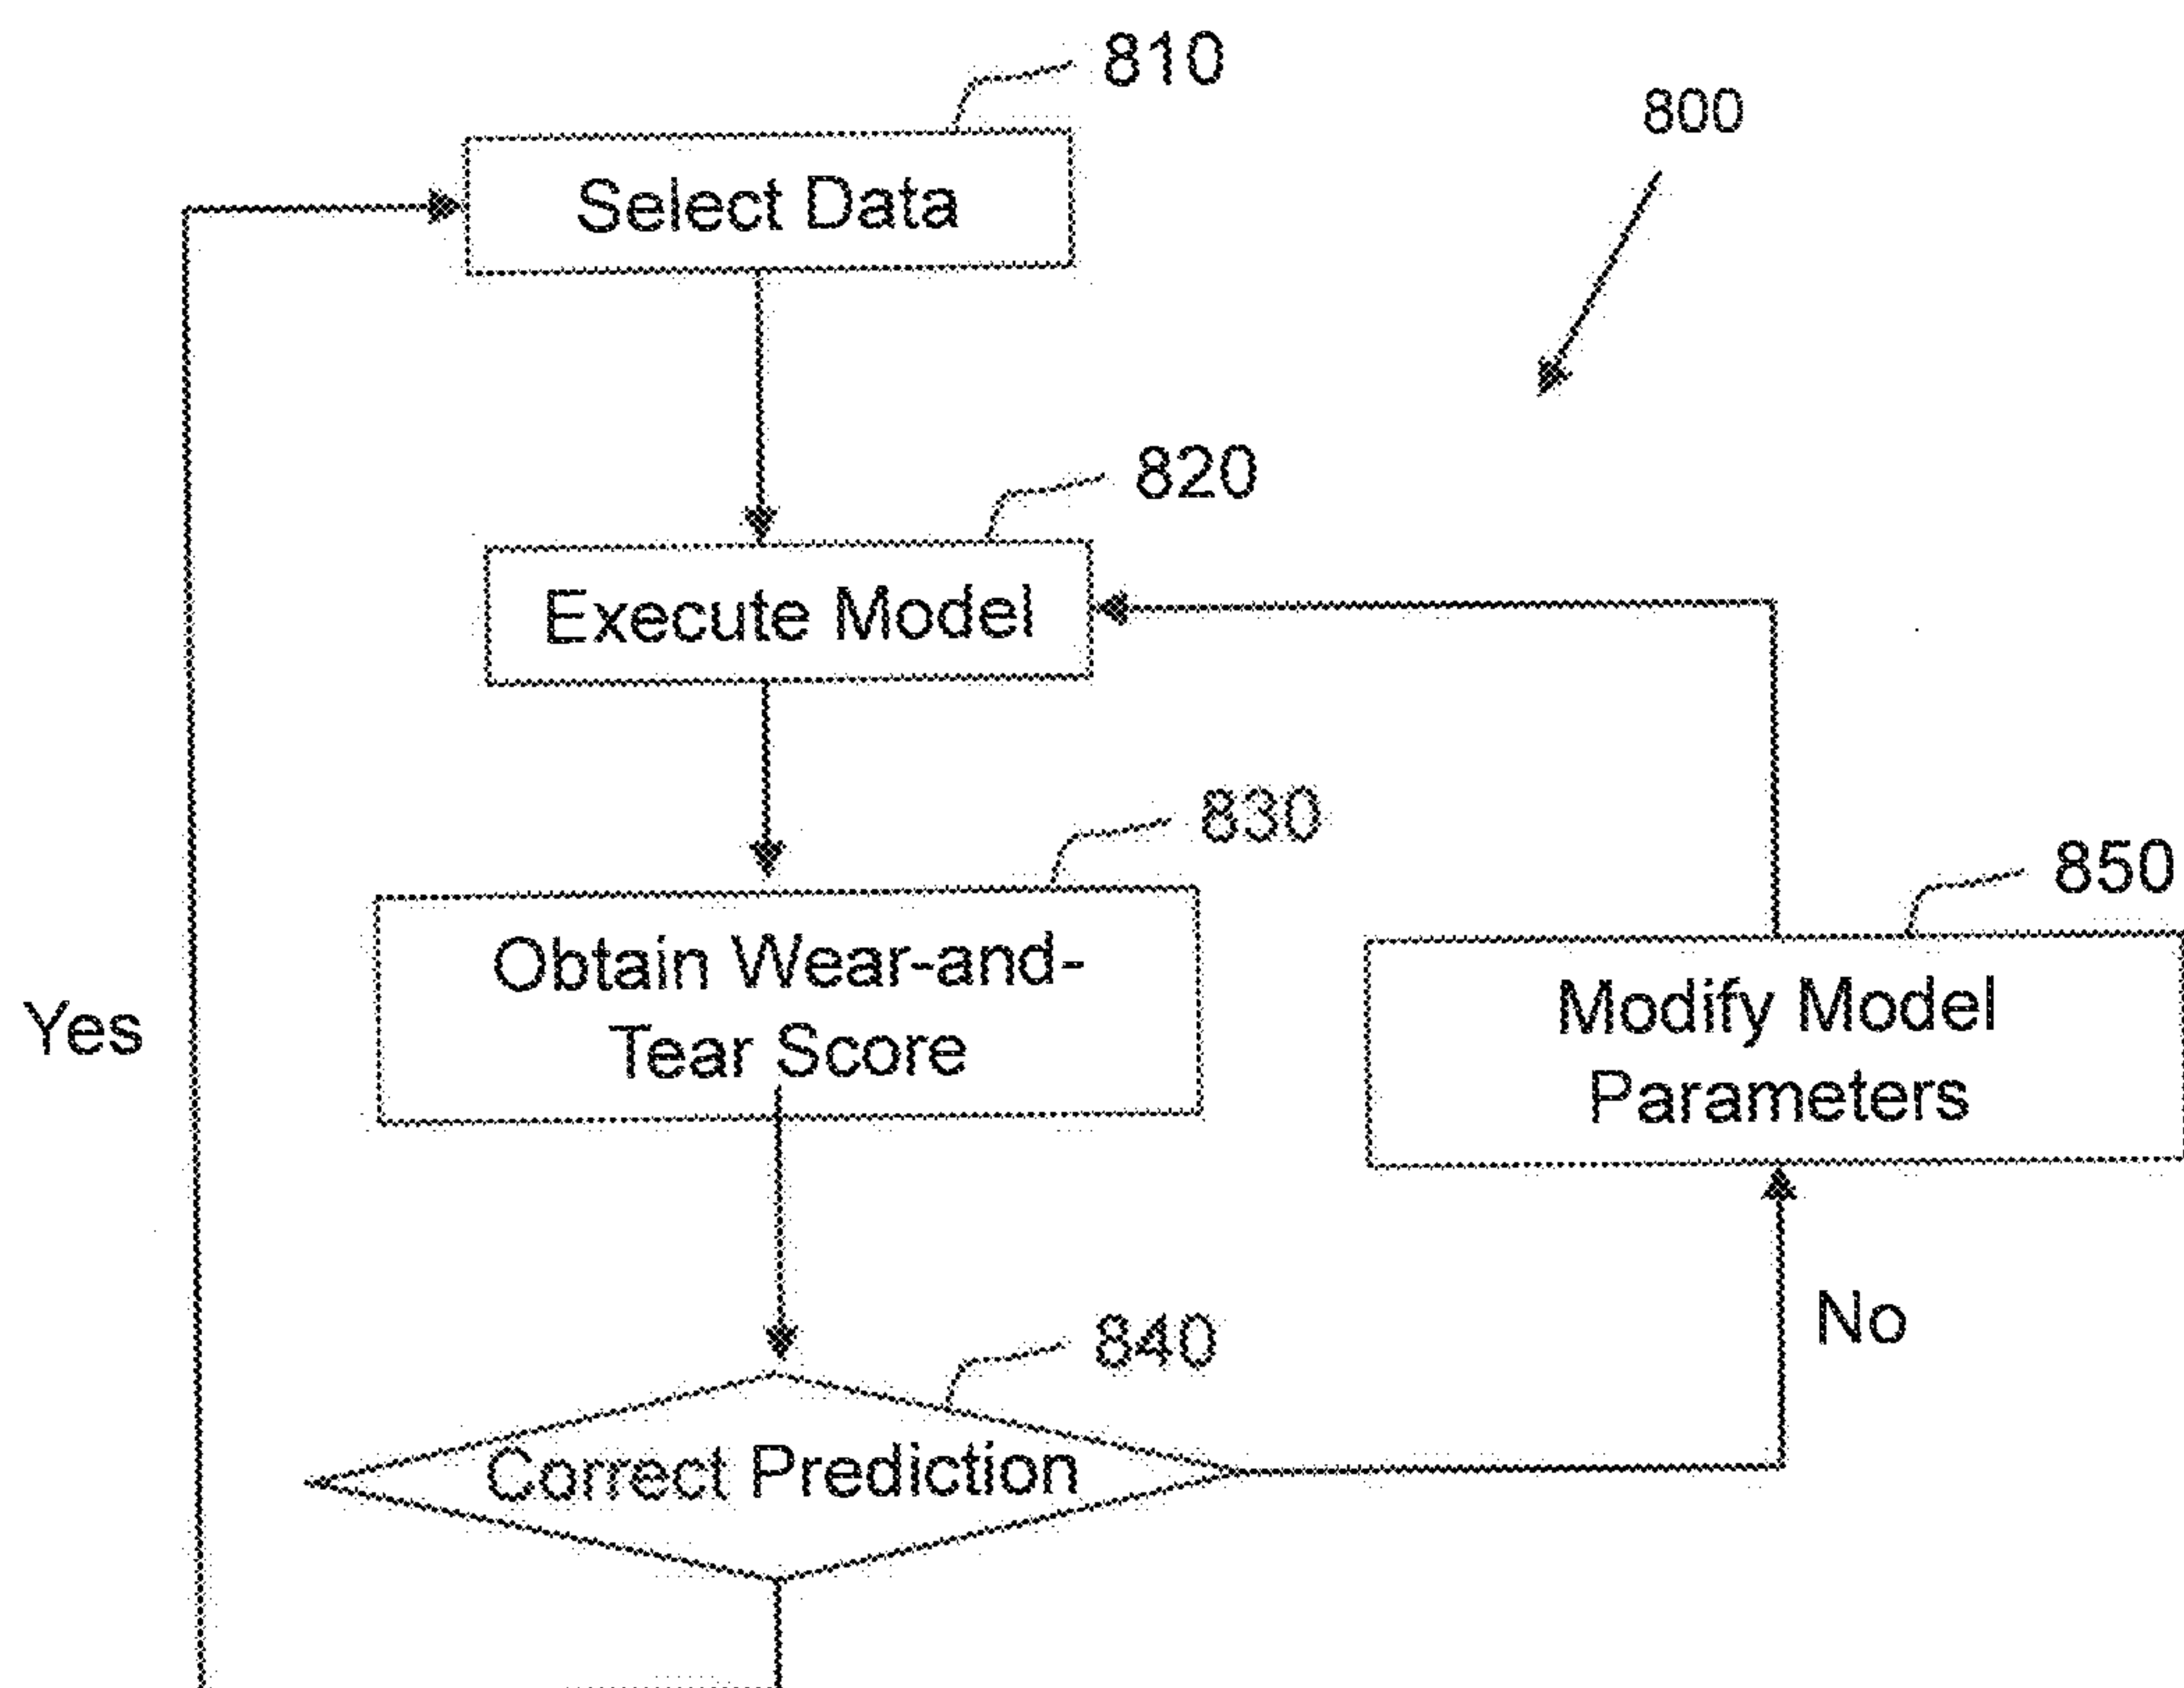 810
800
Select Data
820
Execute Model
830
850
Obtain Wear-and-
Tear Score
Modify Model
Parameters
Yes
No
840
Correct Prediction